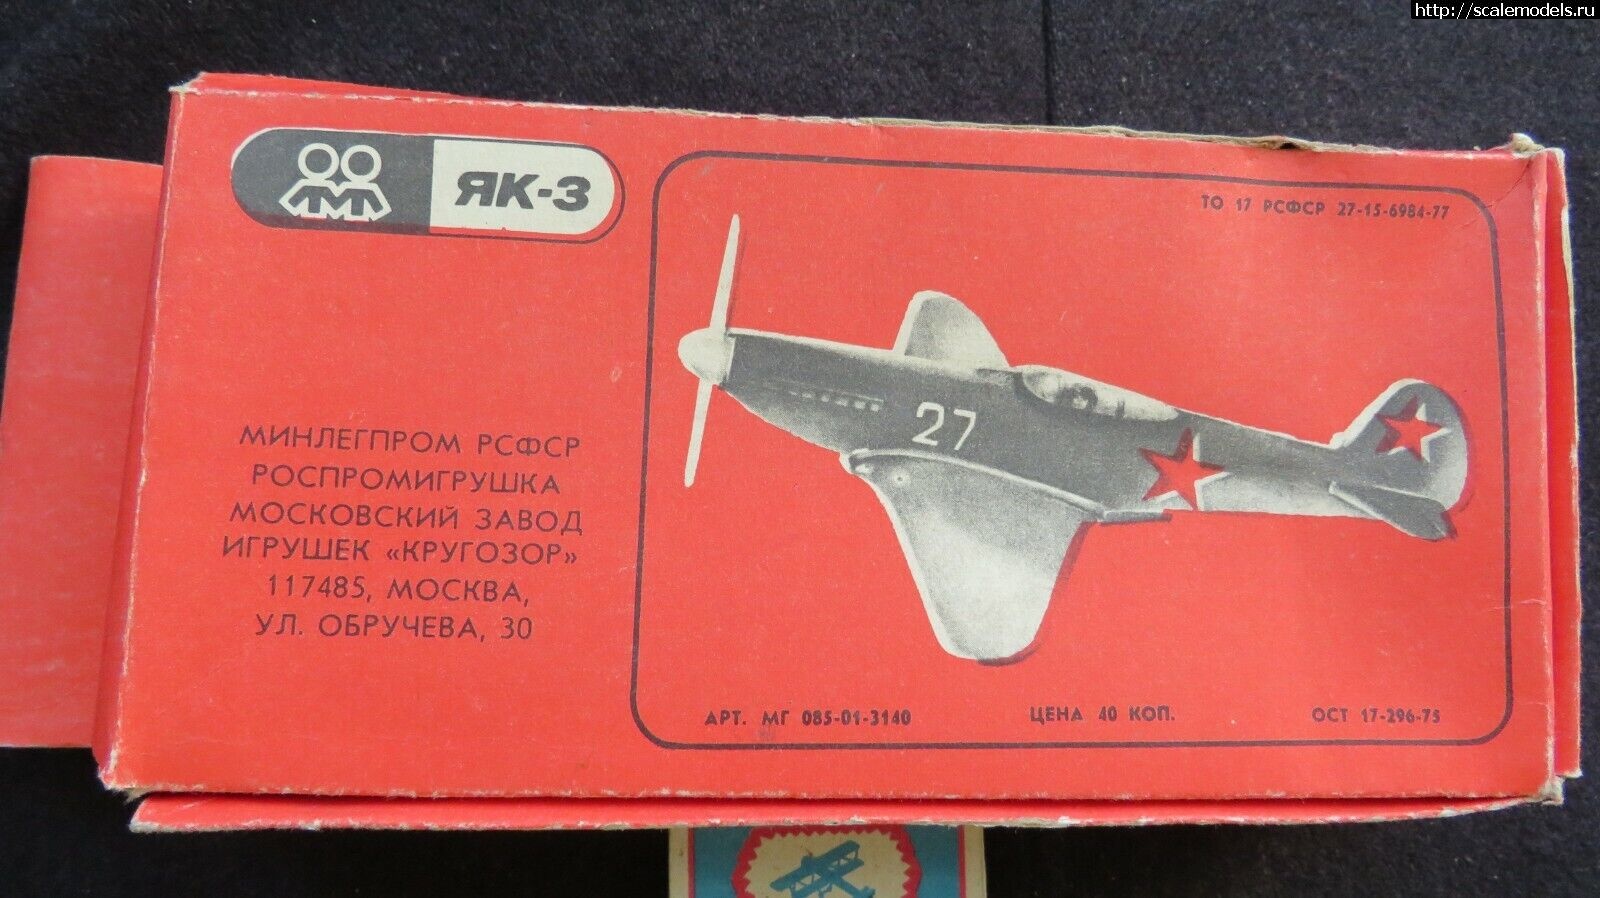 http://scalemodels.ru
ЯК-3
ТО 17 РСФСР 27-15-6984-77
27
МИНЛЕГПРОМ РСФСР
РОСПРОМИГРУШКА
МОСКОВСКИЙ ЗАВОД
ИГРУШЕК «КРУГОЗОР»
117485, МОСКВА,
УЛ. ОБРУЧЕВА, 30
АРТ. МГ 085-01-3140
ЦЕНА 40 КОП.
ОСТ 17-296-75